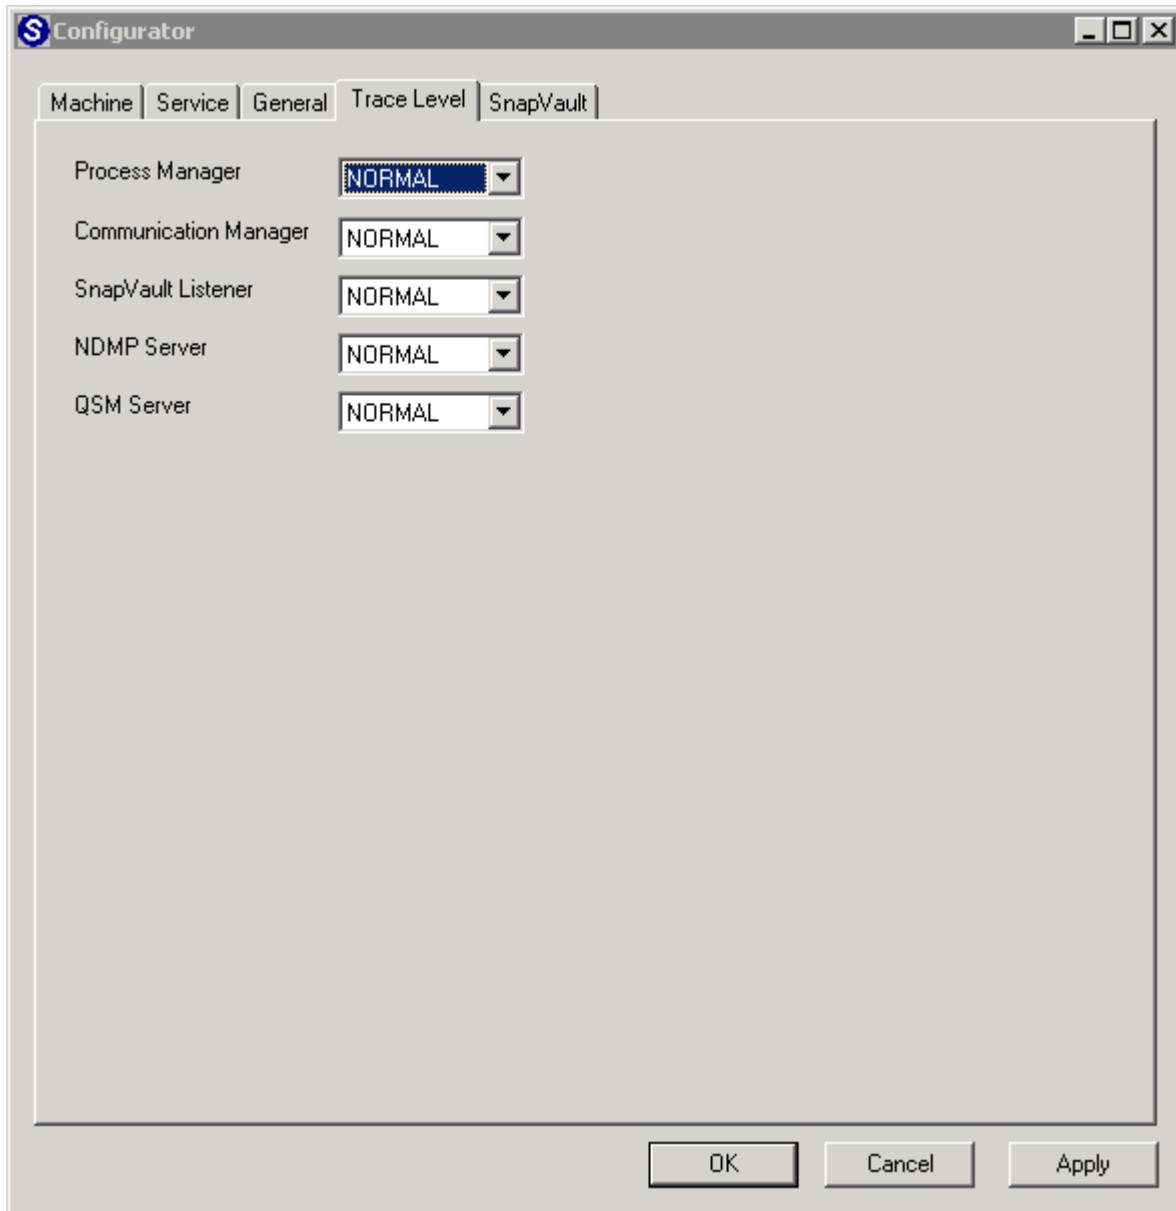 S Configurator
Machine Service General Trace Level SnapVault
Process Manager NORMAL
Communication Manager NORMAL
SnapVault Listener NORMAL
NDMP Server NORMAL
QSM Server NORMAL
OK Cancel Apply